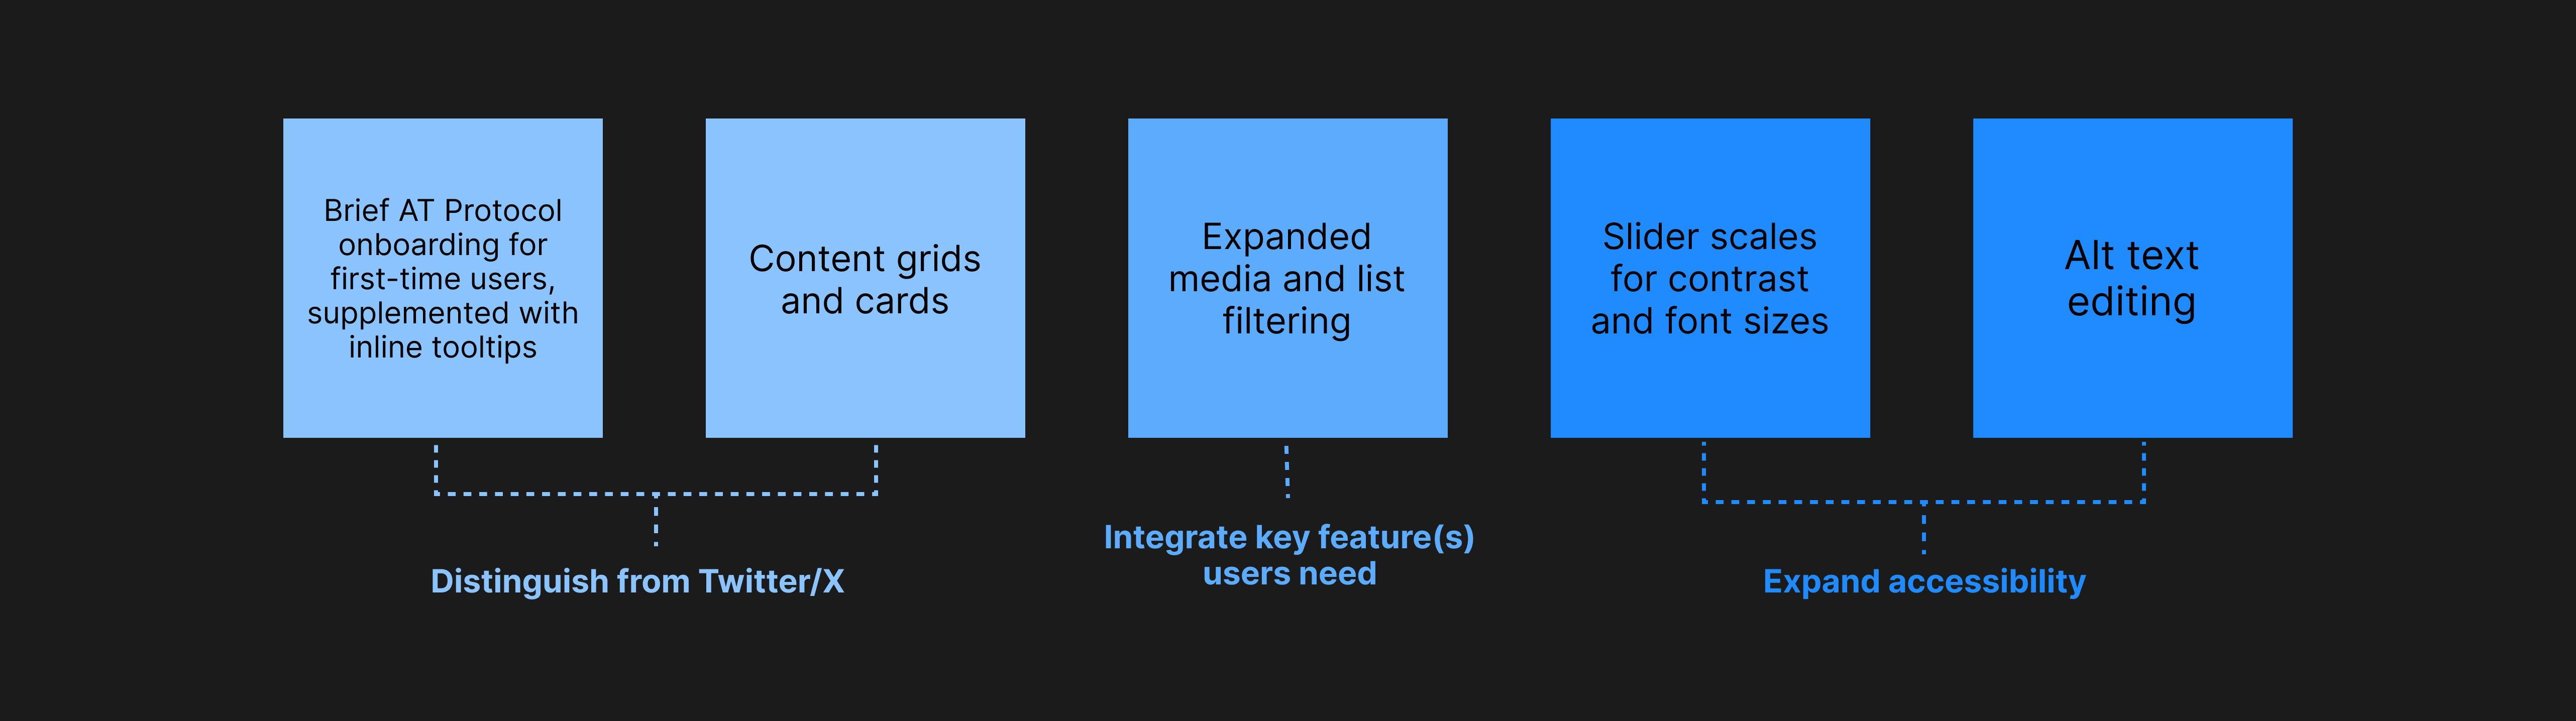 Brief AT Protocol
onboarding for
first-time users,
supplemented with
inline tooltips
Content grids
and cards
Expanded
media and list
filtering
Slider scales
for contrast
and font sizes
Alt text
editing
Distinguish from Twitter/X
Integrate key feature(s)
users need
Expand accessibility